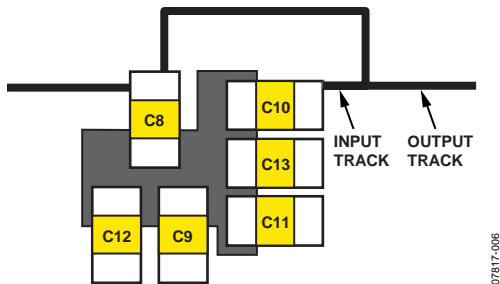 C8
C10
INPUT
TRACK
OUTPUT
TRACK
C13
C12
C9
C11
07817-006